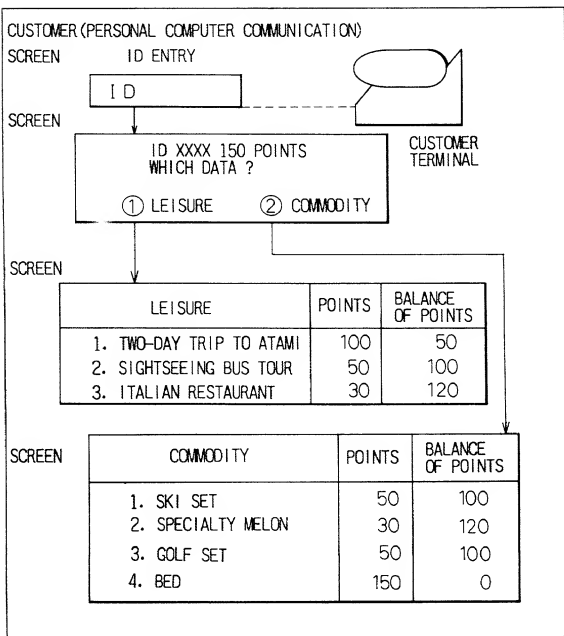 CUSTOMER (PERSONAL COMPUTER COMMUNICATION)
SCREEN ID ENTRY
ID
SCREEN
CUSTOMER
TERMINAL
ID XXXX 150 POINTS
WHICH DATA ?
① LEISURE ② COMMODITY
SCREEN
LEISURE POINTS BALANCE
OF POINTS
1. TWO-DAY TRIP TO ATAMI 100 50
2. SIGHTSEEING BUS TOUR 50 100
3. ITALIAN RESTAURANT 30 120
SCREEN COMMODITY POINTS BALANCE
OF POINTS
1. SKI SET 50 100
2. SPECIALTY MELON 30 120
3. GOLF SET 50 100
4. BED 150 0